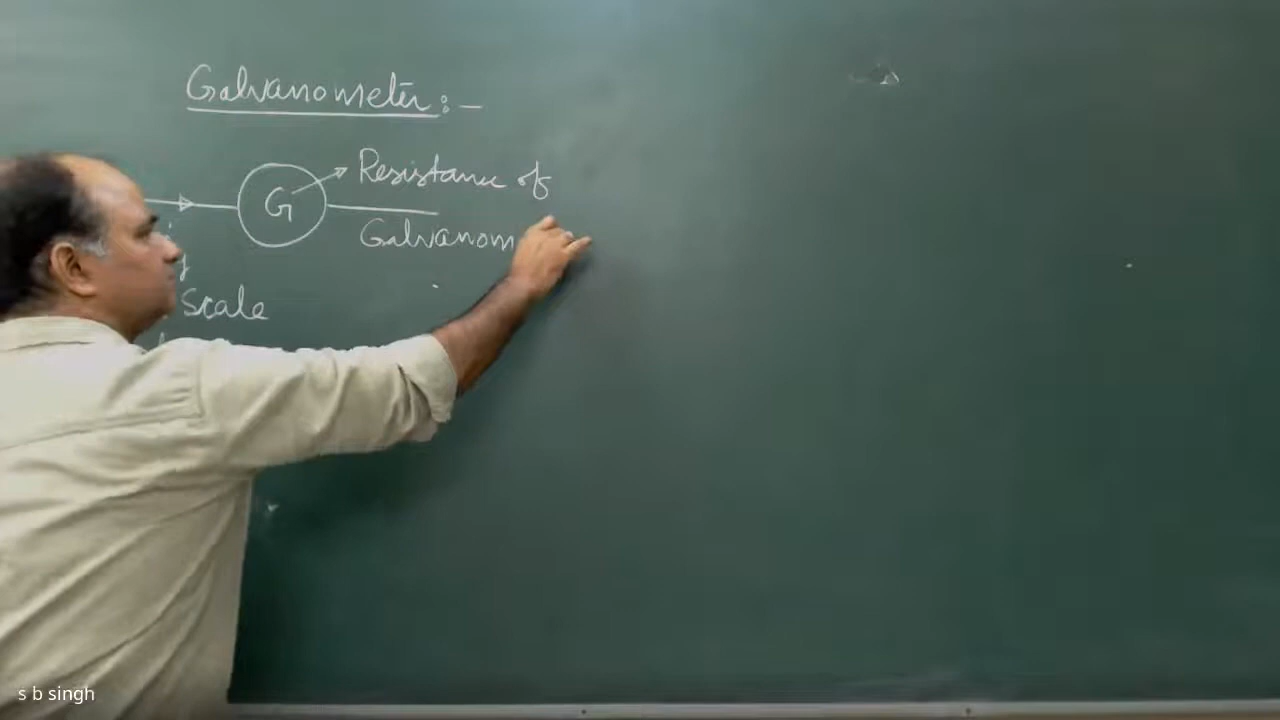 Galvanometer:-
G
Resistance of
Galvanom
Scale
s b singh